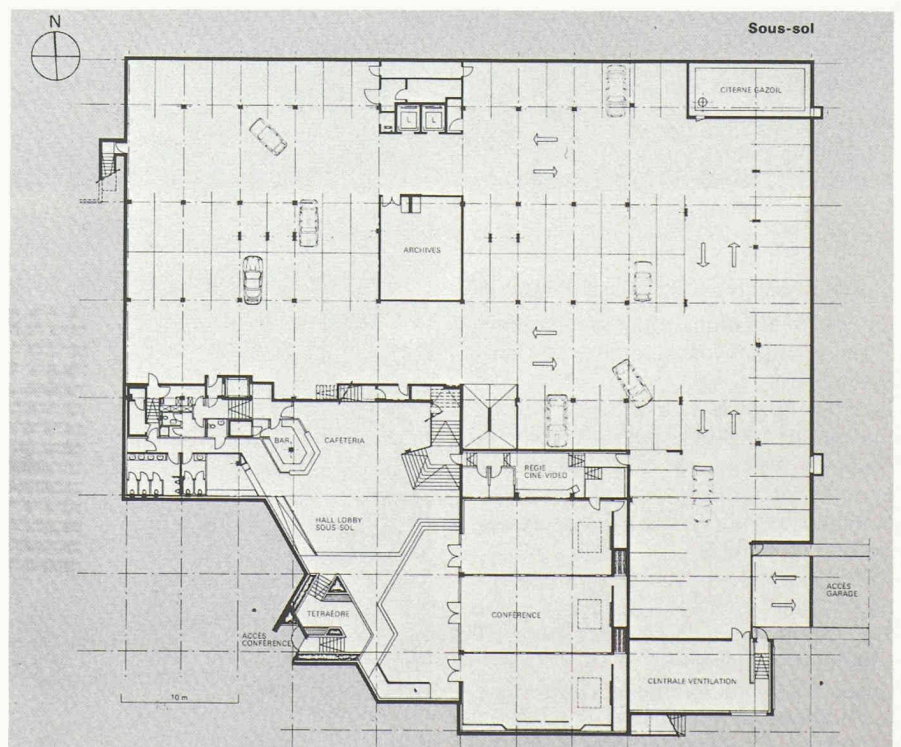 N
Sous-sol
CITERNE GAZOIL
L
L
ARCHIVES
BAR
CAFÉTÉRIA
RÉGIE
CINÉ-VIDÉO
HALL LOBBY
SOUS-SOL
TÉTRAÈDRE
CONFÉRENCE
ACCÈS
GARAGE
ACCÈS
CONFÉRENCE
CENTRALE VENTILATION
10 m